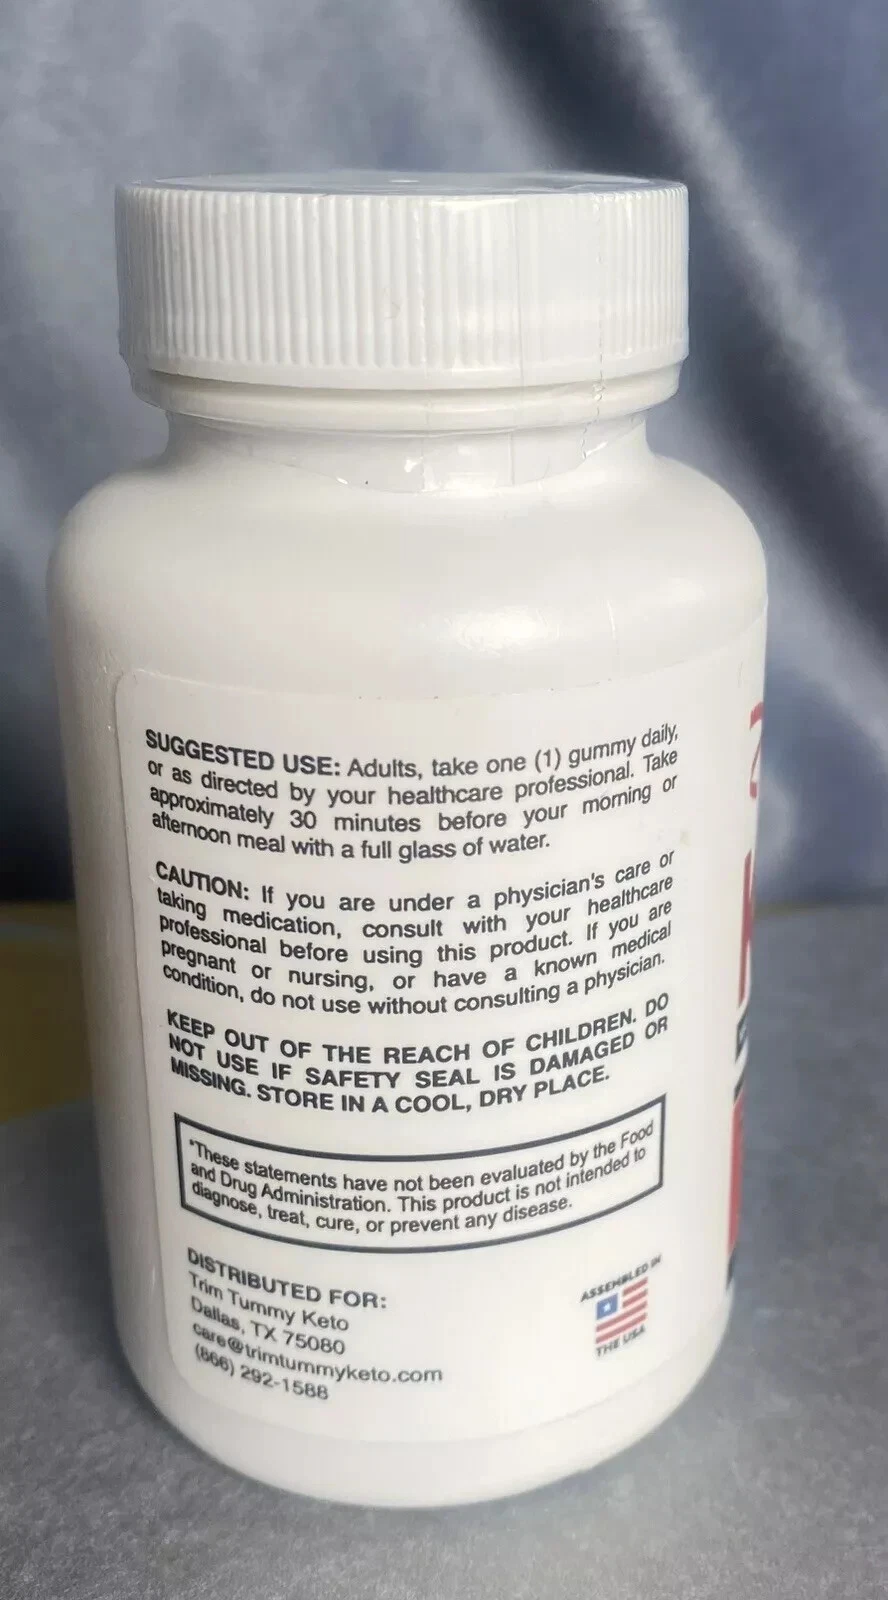 SUGGESTED USE: Adults, take one (1) gummy daily,
or as directed by your healthcare professional. Take
approximately 30 minutes before your morning or
afternoon meal with a full glass of water.
CAUTION: If you are under a physician's care or
taking medication, consult with your healthcare
professional before using this product. If you are
pregnant or nursing, or have a known medical
condition, do not use without consulting a physician.
KEEP OUT OF THE REACH OF CHILDREN. DO
NOT USE IF SAFETY SEAL IS DAMAGED OR
MISSING. STORE IN A COOL, DRY PLACE.
*These statements have not been evaluated by the Food
and Drug Administration. This product is not intended to
diagnose, treat, cure, or prevent any disease.
DISTRIBUTED FOR:
Trim Tummy Keto
Dallas, TX 75080
care@trimtummyketo.com
(866) 292-1588
ASSEMBLED IN
THE USA